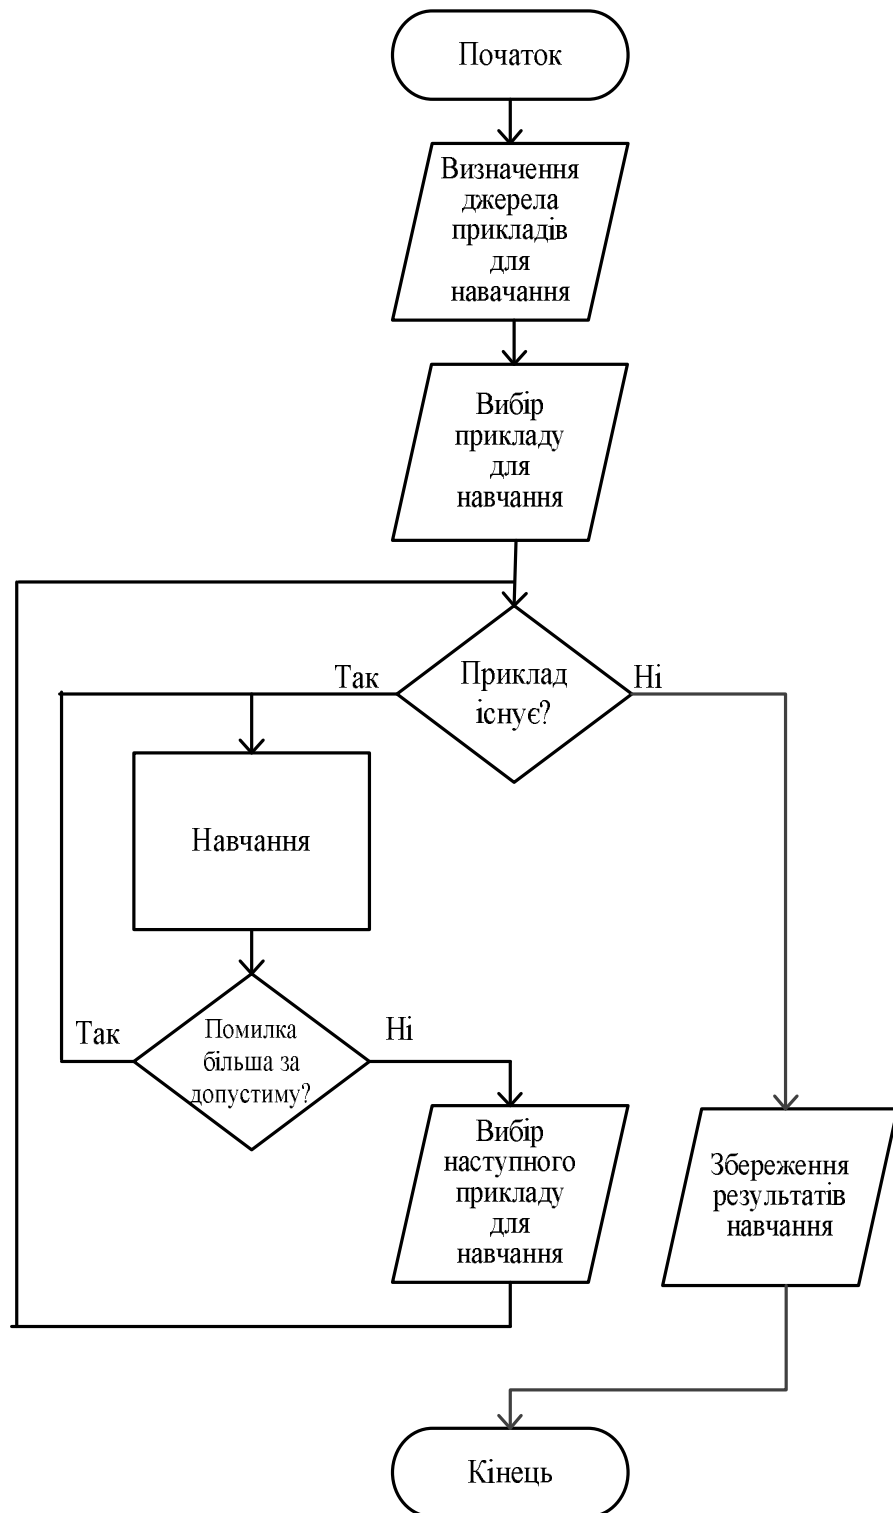 Початок
Визначення
джерела
прикладів
для
навачання
Вибір
прикладу
для
навчання
Приклад
існує?
Так
Ні
Навчання
Помилка
більша за
допустиму?
Так
Ні
Вибір
наступного
прикладу
для
навчання
Збереження
результатів
навчання
Кінець